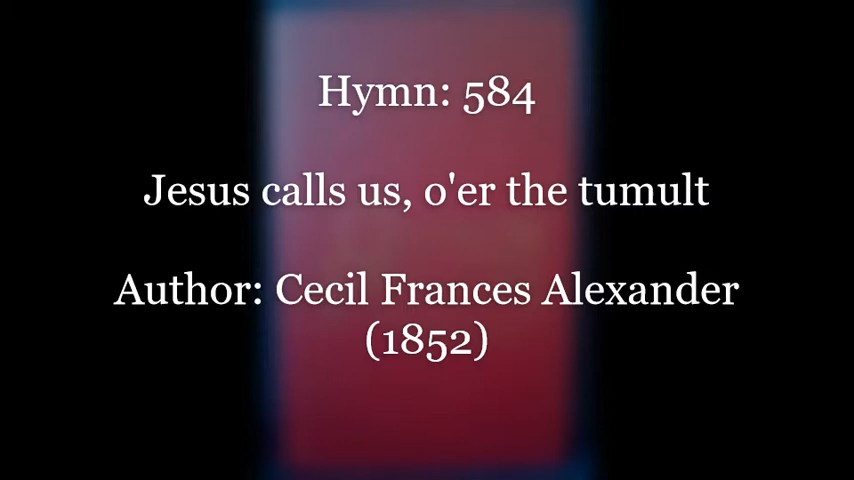 Hymn: 584
Jesus calls us, o'er the tumult
Author: Cecil Frances Alexander
(1852)